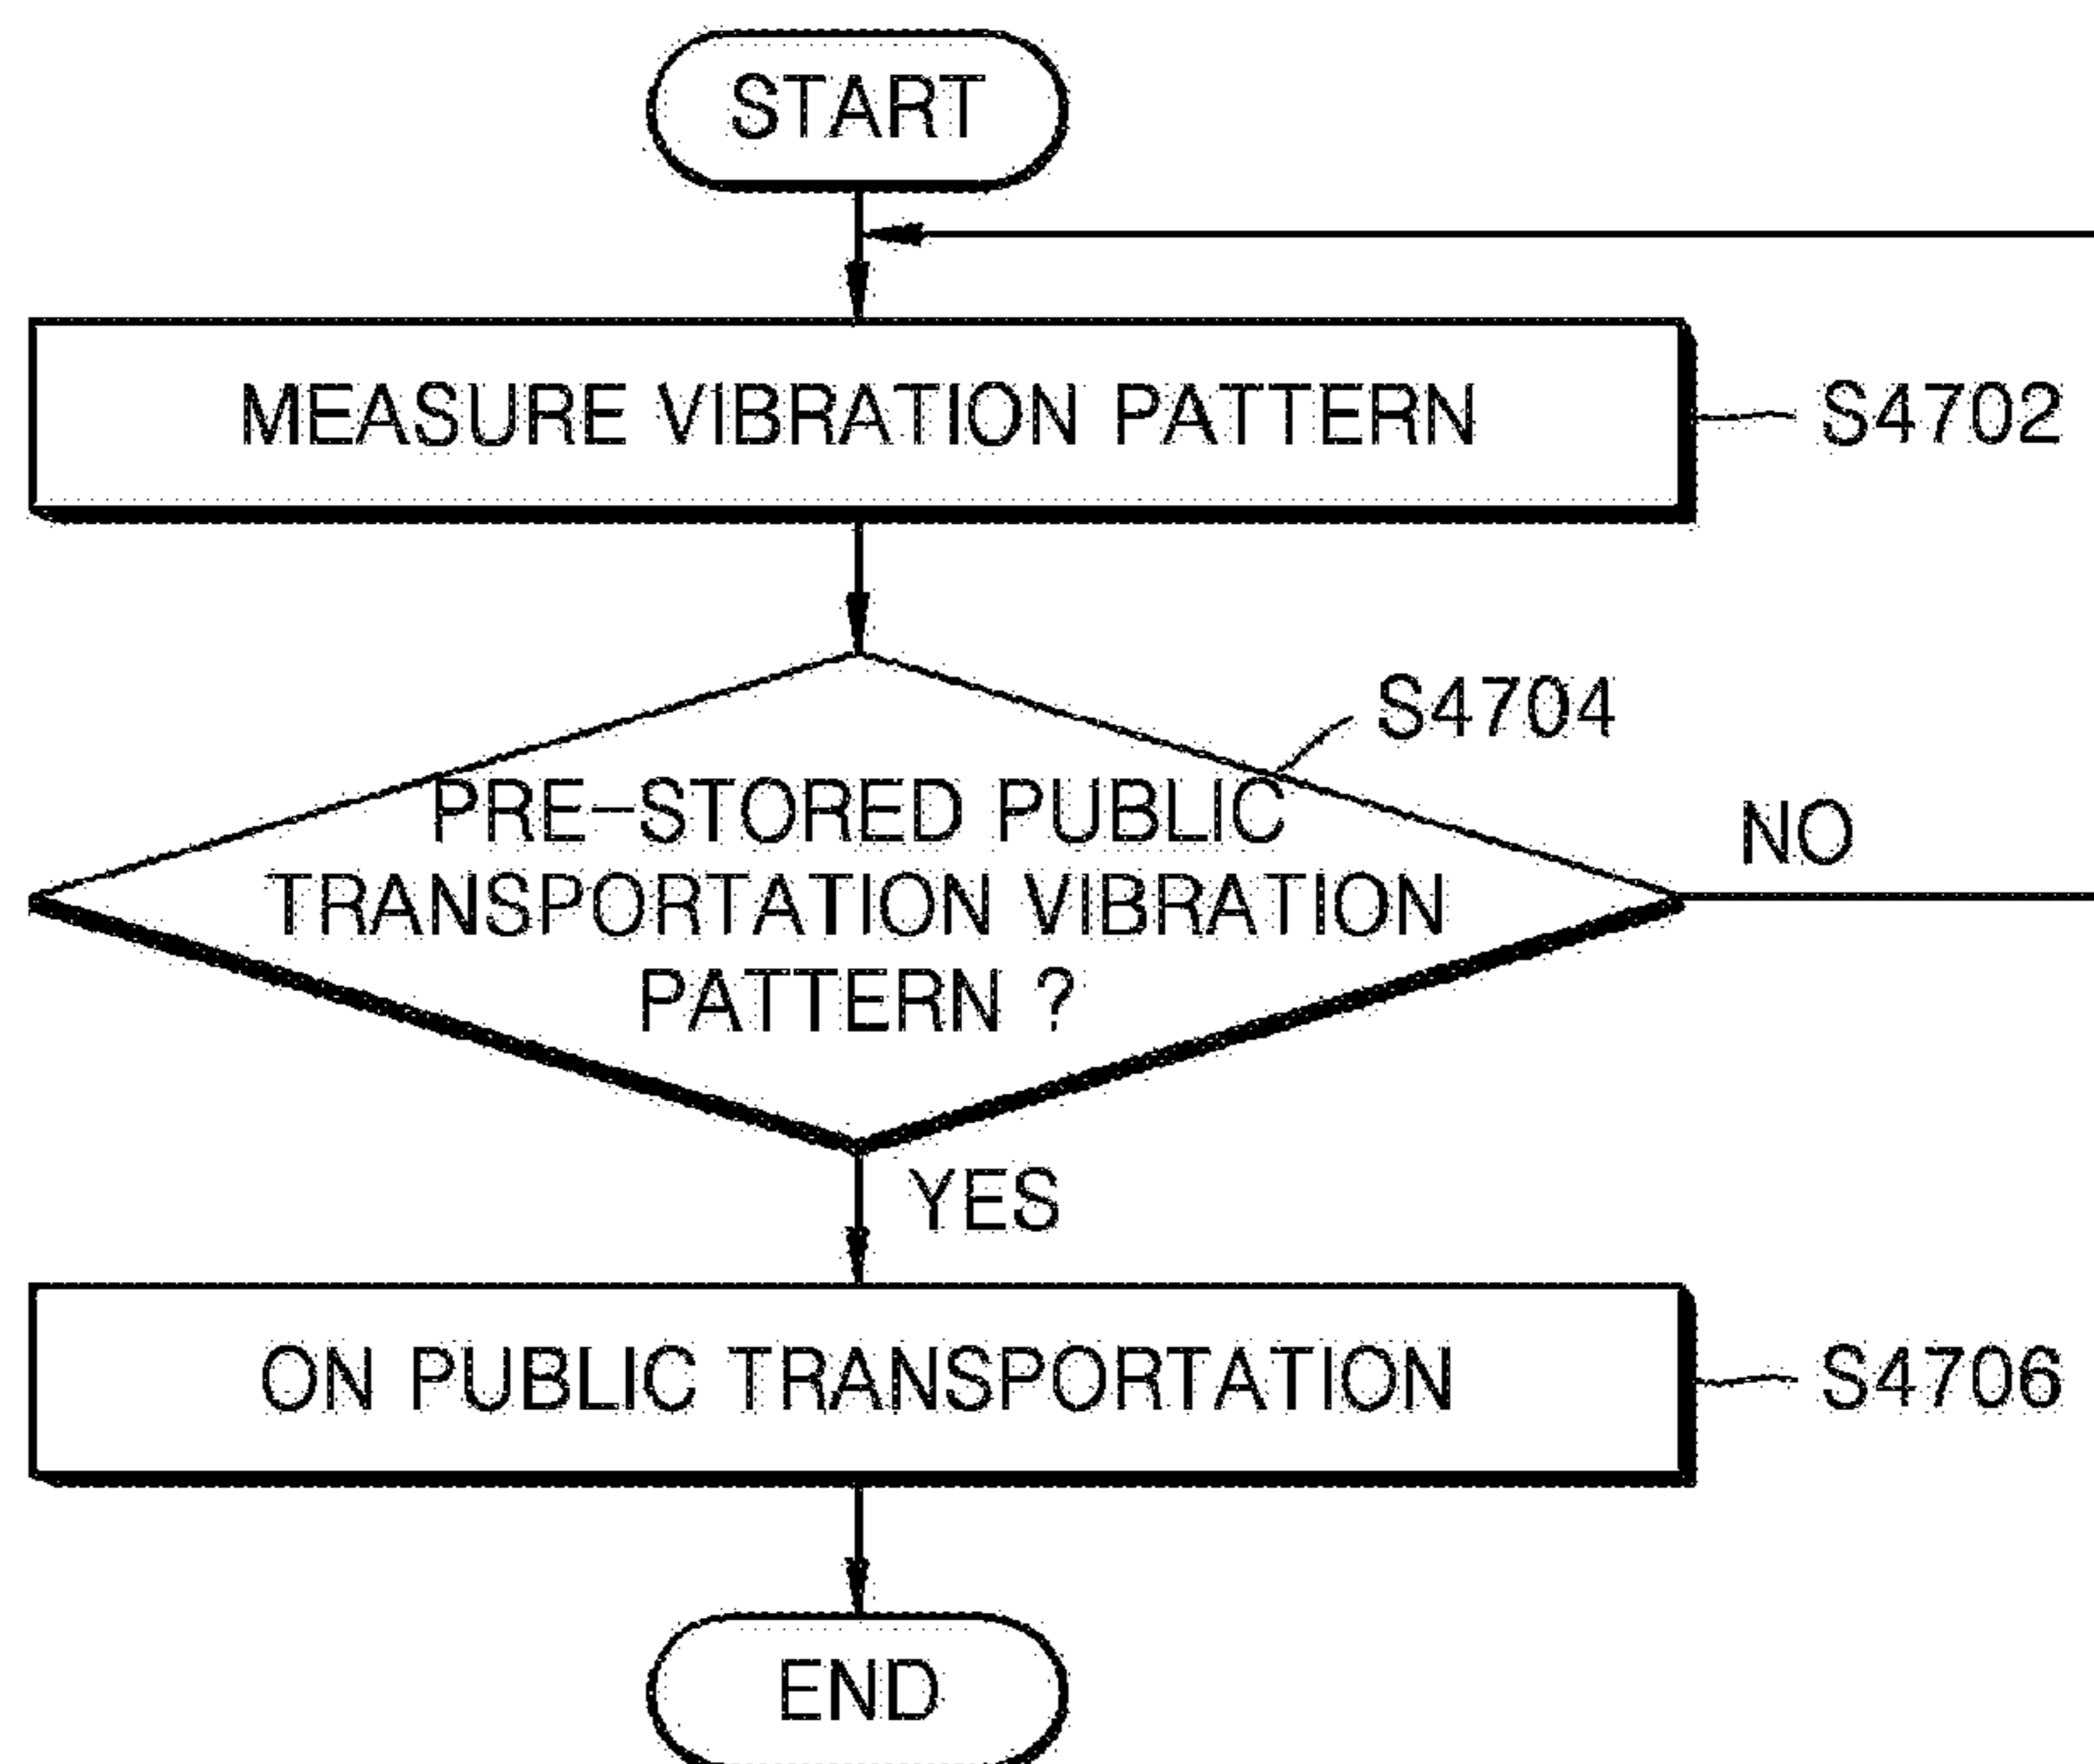 START
MEASURE VIBRATION PATTERN
S4702
S4704
PRE-STORED PUBLIC
TRANSPORTATION VIBRATION
PATTERN ?
NO
YES
ON PUBLIC TRANSPORTATION
S4706
END